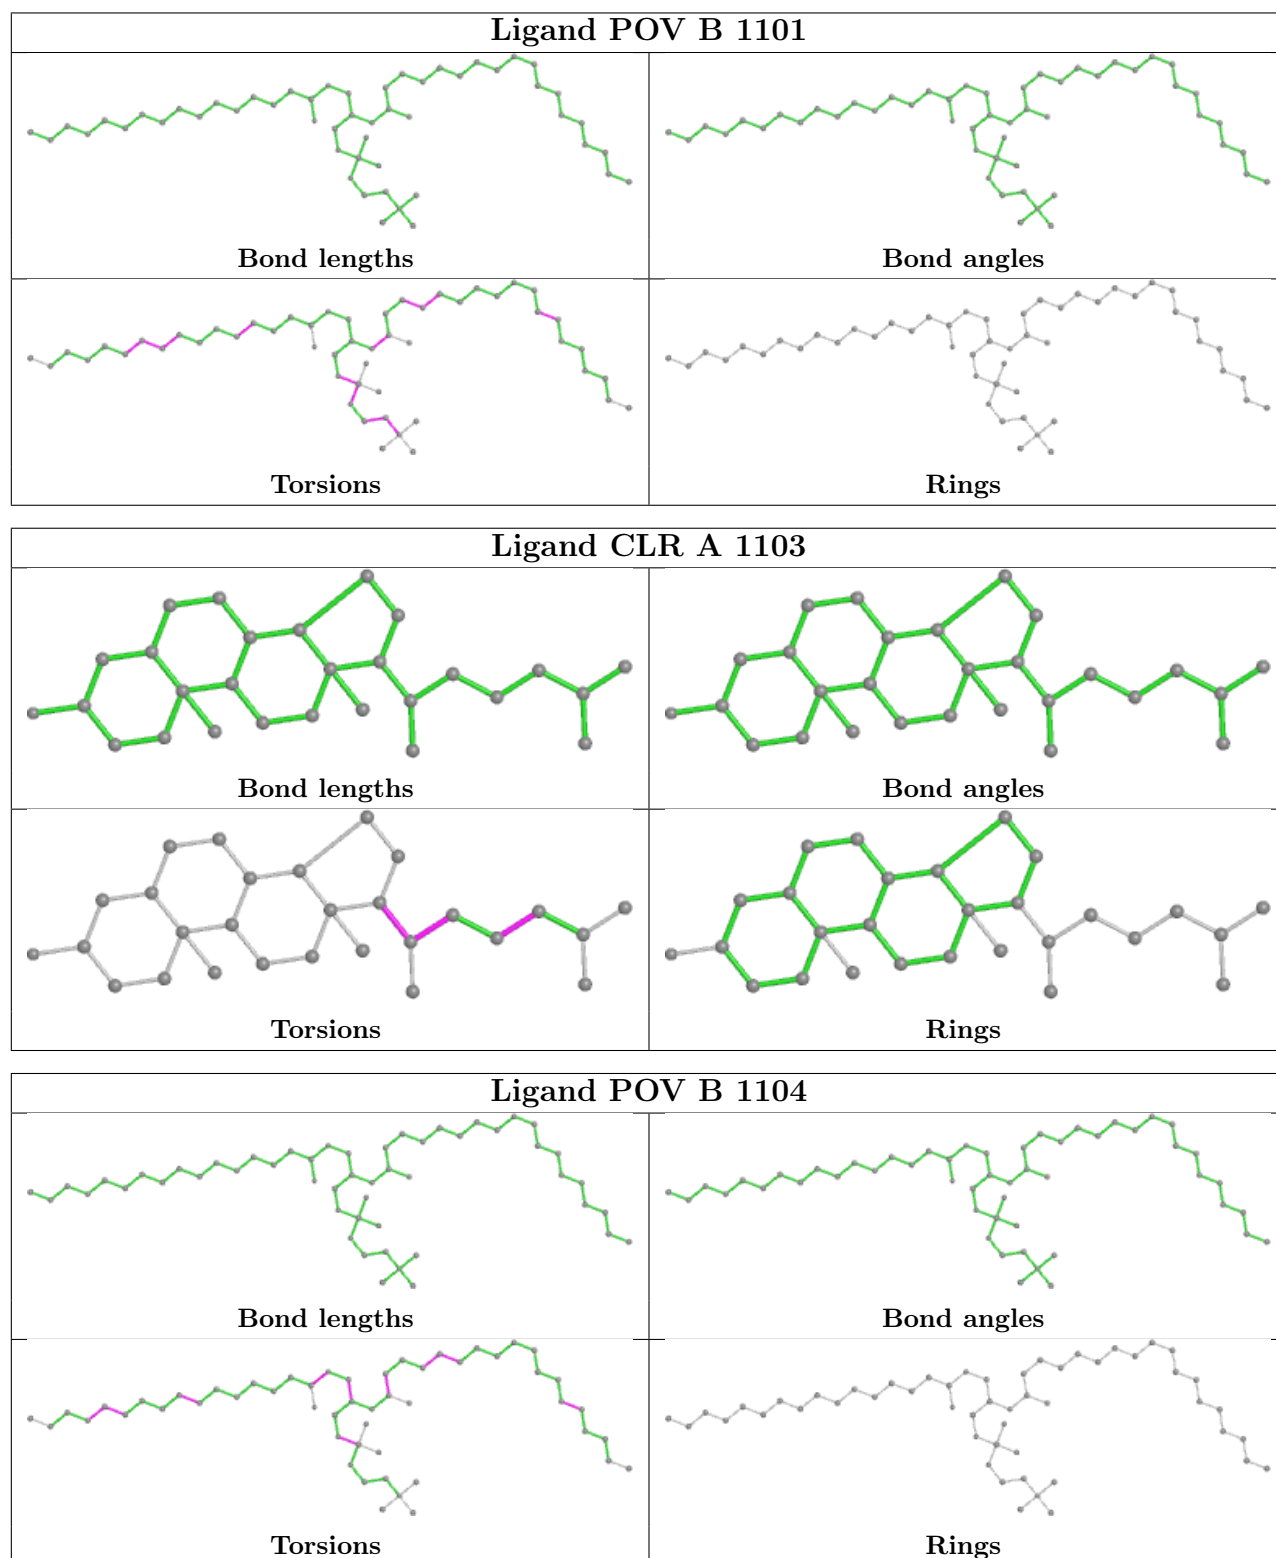 Ligand POV B 1101
Bond lengths
Bond angles
Torsions
Rings
Ligand CLR A 1103
Bond lengths
Bond angles
Torsions
Rings
Ligand POV B 1104
Bond lengths
Bond angles
Torsions
Rings